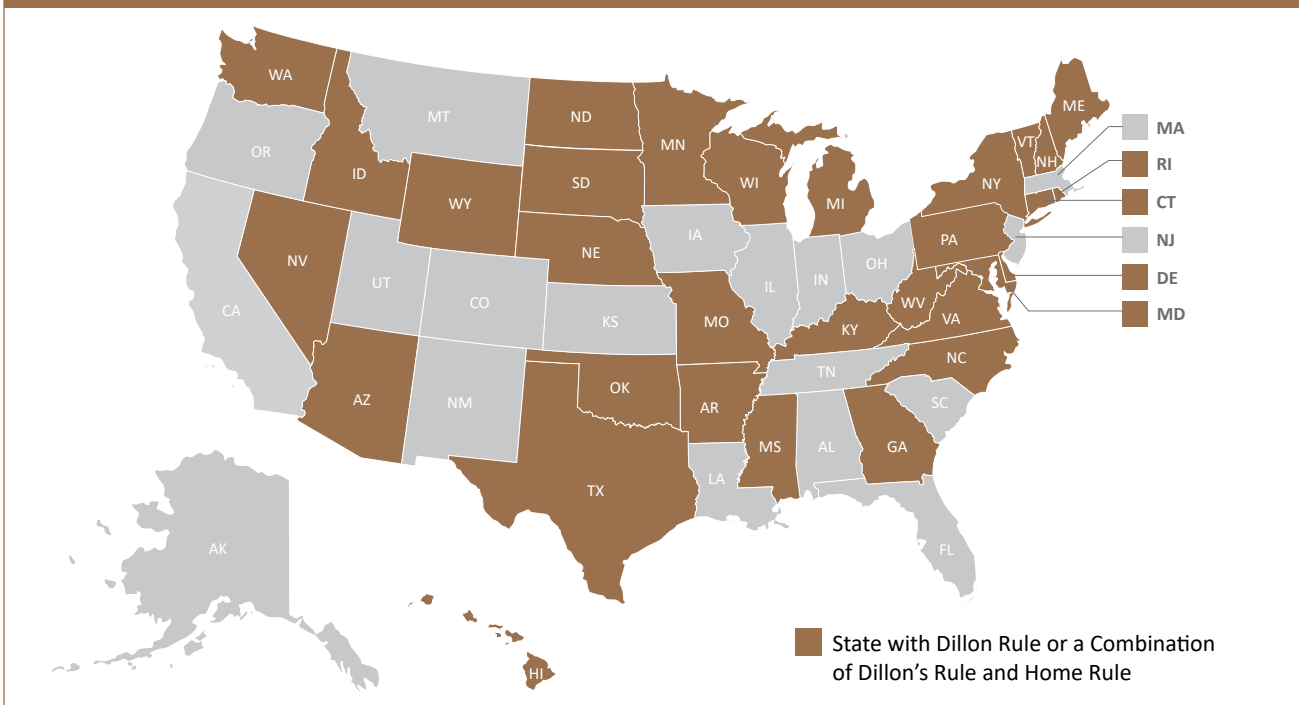 WA
MT
ND
MN
ME
MA
OR
ID
SD
WI
VT
NH
RI
WY
MI
NY
CT
NV
NE
IA
PA
NJ
UT
CO
IL
IN
OH
DE
CA
KS
MO
WV
VA
MD
KY
AZ
NM
OK
AR
TN
NC
SC
MS
AL
GA
TX
LA
FL
AK
HI
State with Dillon Rule or a Combination
of Dillon's Rule and Home Rule